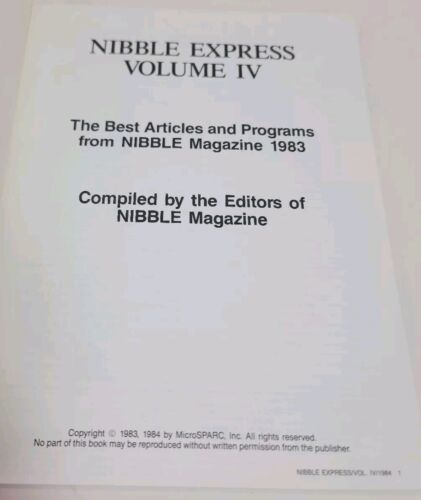 NIBBLE EXPRESS
VOLUME IV
The Best Articles and Programs
from NIBBLE Magazine 1983
Compiled by the Editors of
NIBBLE Magazine
Copyright © 1983, 1984 by MicroSPARC, Inc. All rights reserved.
No part of this book may be reproduced without written permission from the publisher.
NIBBLE EXPRESS/VOL. IV/1984 1